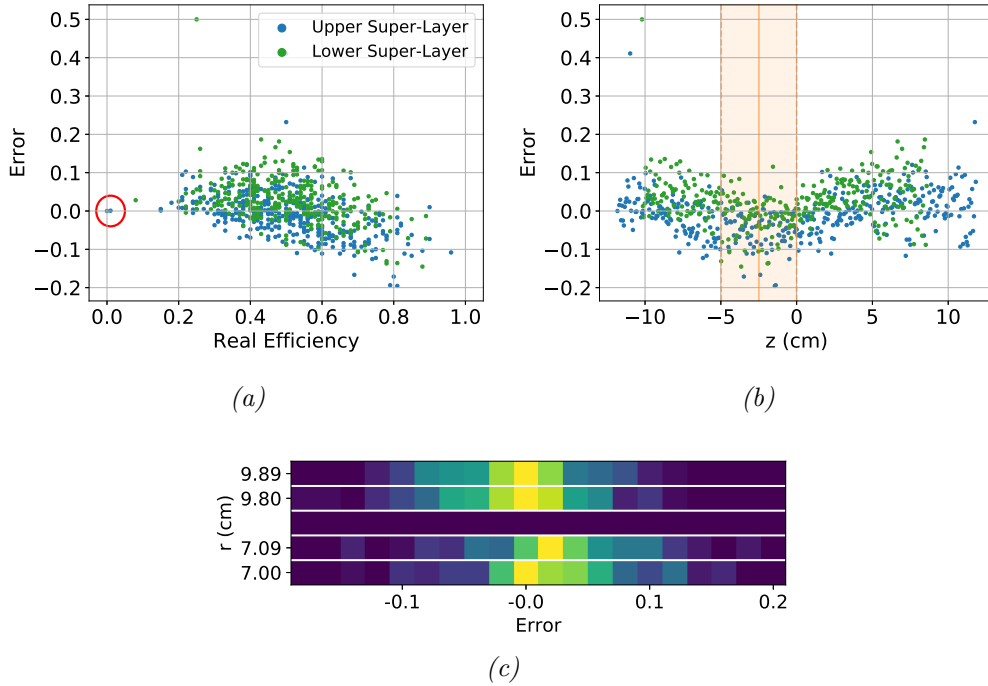 0.5
0.4
0.3
0.2
0.1
0.0
−0.1
−0.2
Error
0.0 0.2 0.4 0.6 0.8 1.0
Real Efficiency
Upper Super-Layer
Lower Super-Layer
(a)
0.5
0.4
0.3
0.2
0.1
0.0
−0.1
−0.2
Error
−10 −5 0 5 10
z (cm)
(b)
9.89
9.80
7.09
7.00
r (cm)
-0.1 -0.0 0.1 0.2
Error
(c)